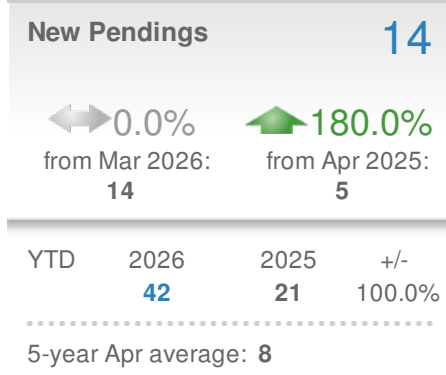 New Pendings 14
0.0% 180.0%
from Mar 2026: from Apr 2025:
14 5
YTD 2026 2025 +/-
42 21 100.0%
5-year Apr average: 8